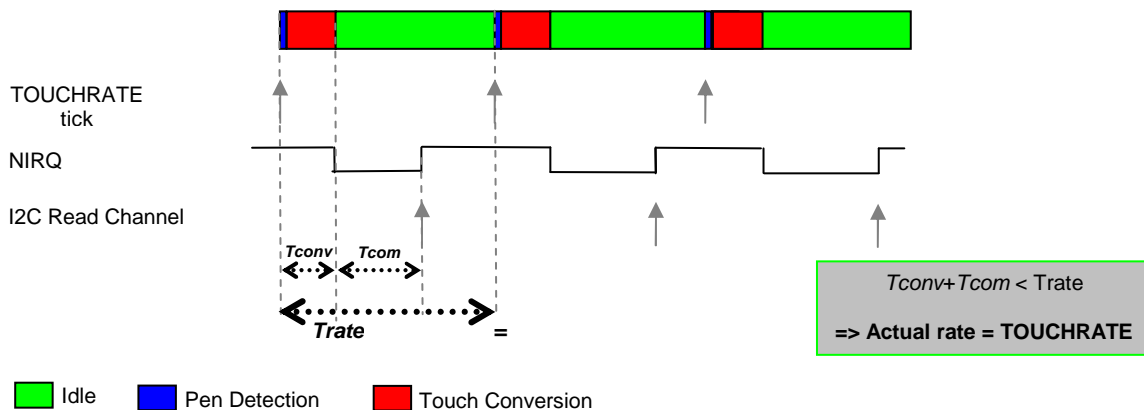 TOUCHRATE
tick
NIRQ
I2C Read Channel
Tconv Tcom
Trate =
Tconv+Tcom < Trate
=> Actual rate = TOUCHRATE
Idle Pen Detection Touch Conversion